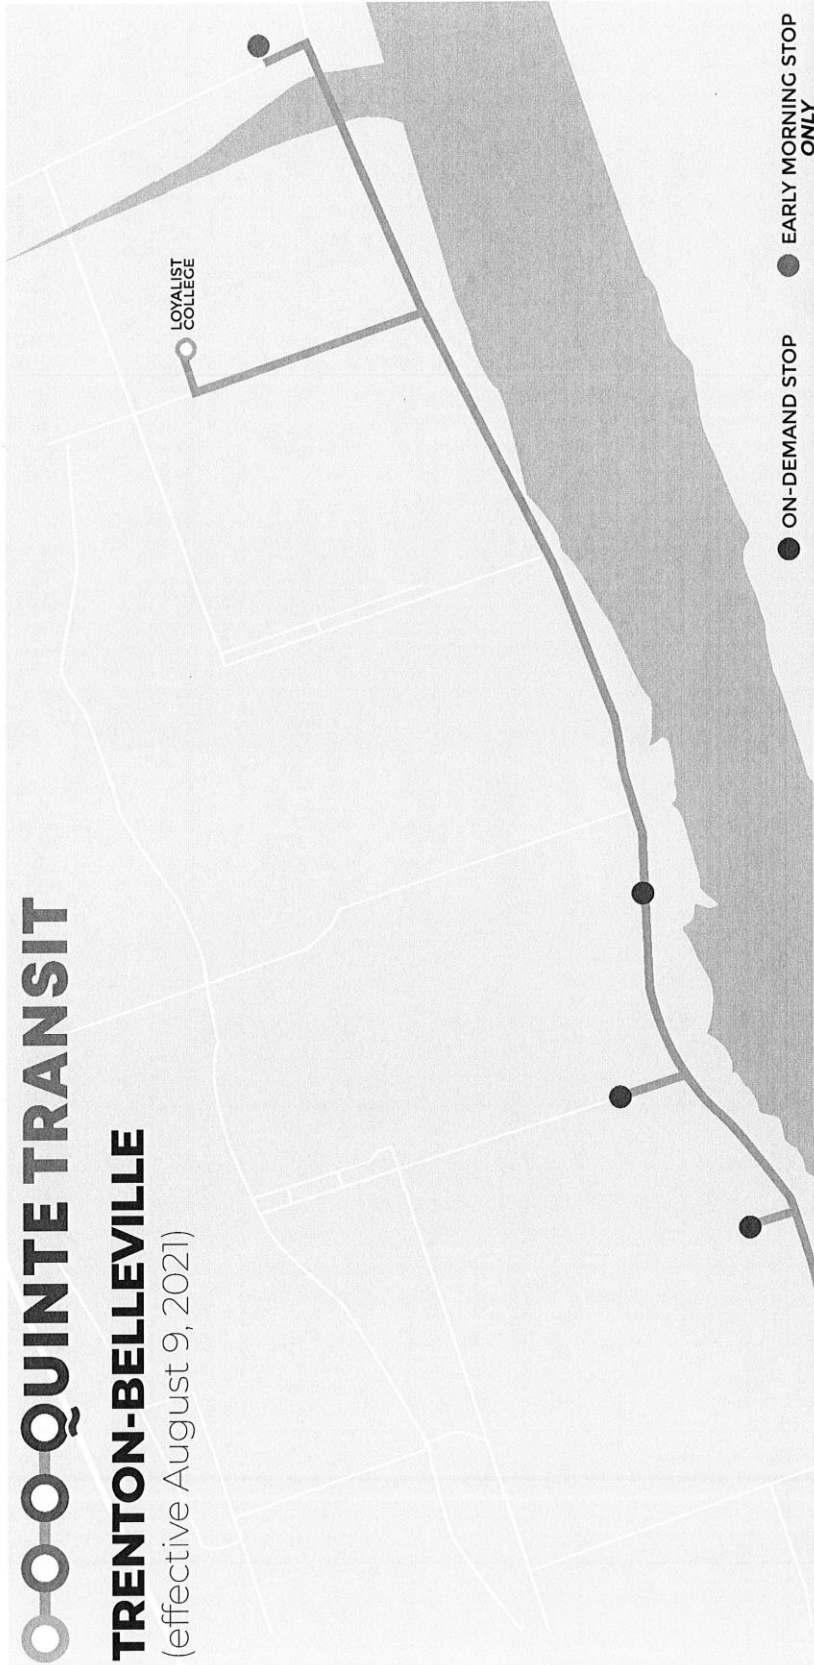 QUINTE TRANSIT
TRENTON-BELLEVILLE
(effective August 9, 2021)
LOYALIST
COLLEGE
ON-DEMAND STOP
EARLY MORNING STOP
ONLY